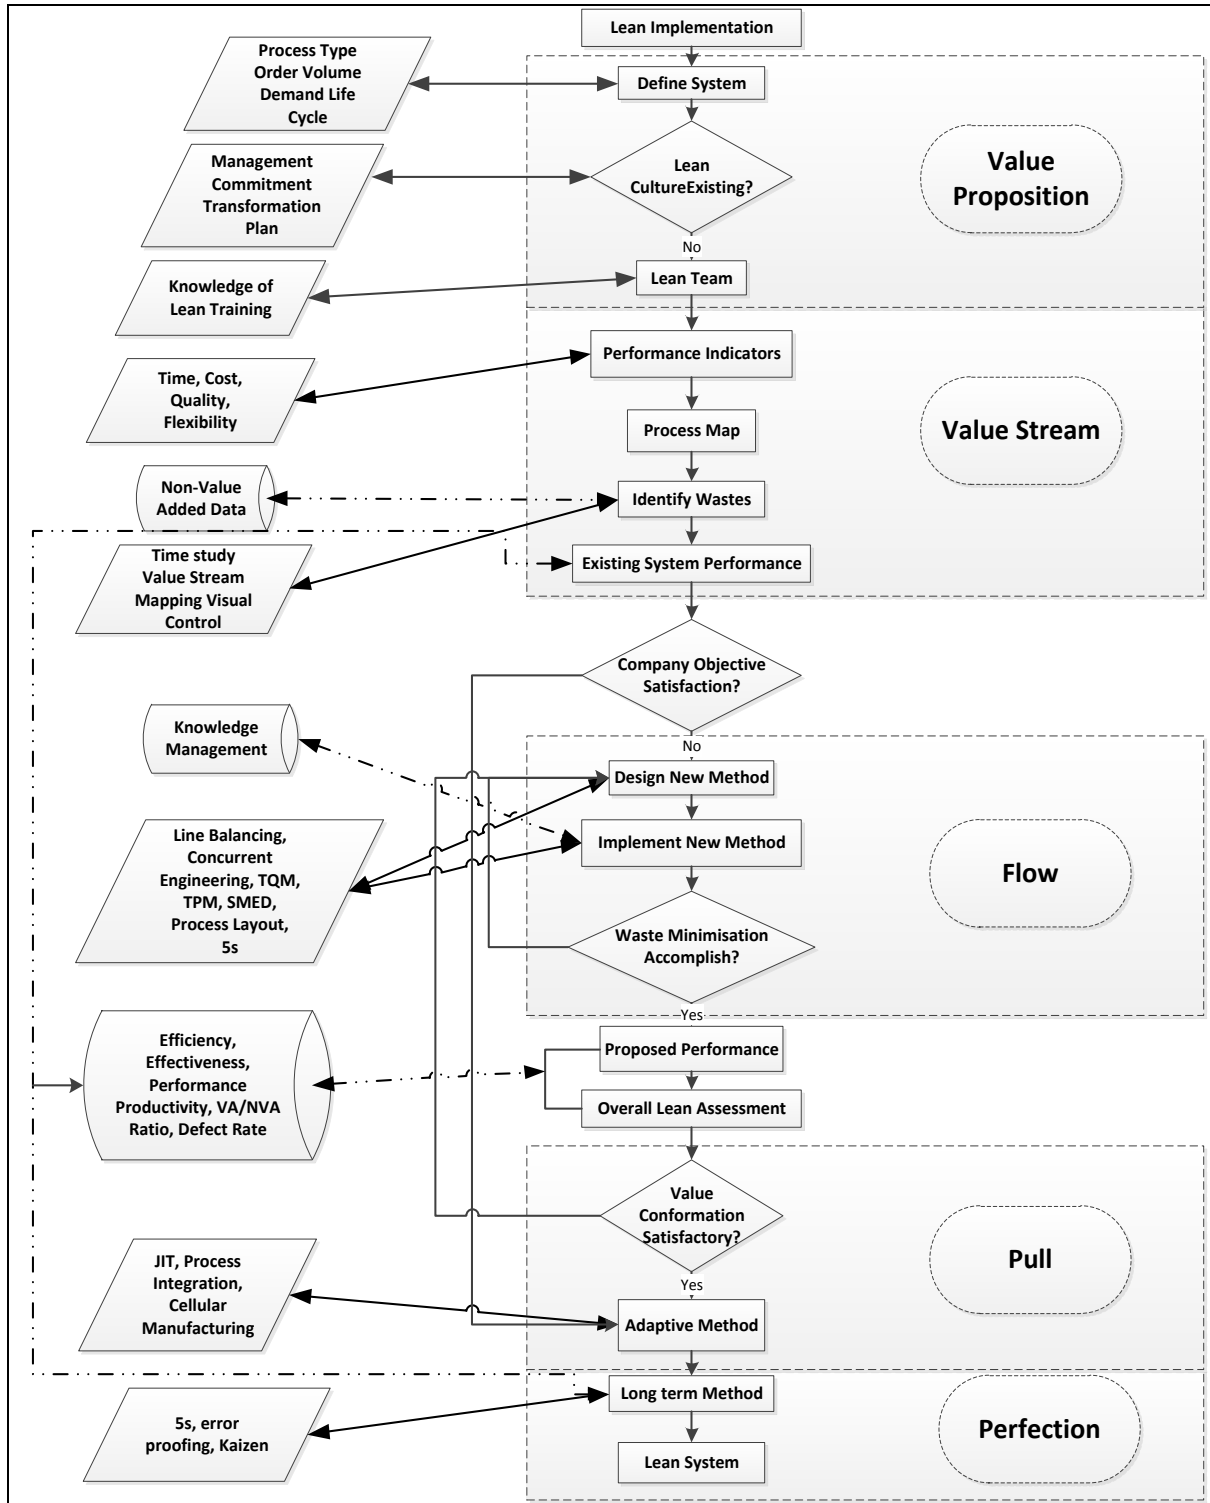 Lean Implementation
Process Type
Order Volume
Demand Life
Cycle
Define System
Management
Commitment
Transformation
Plan
Lean
CultureExisting?
Value
Proposition
No
Knowledge of
Lean Training
Lean Team
Time, Cost,
Quality,
Flexibility
Performance Indicators
Process Map
Value Stream
Non-Value
Added Data
Identify Wastes
Time study
Value Stream
Mapping Visual
Control
Existing System Performance
Company Objective
Satisfaction?
Knowledge
Management
No
Design New Method
Line Balancing,
Concurrent
Engineering, TQM,
TPM, SMED,
Process Layout,
5s
Implement New Method
Flow
Waste Minimisation
Accomplish?
Yes
Efficiency,
Effectiveness,
Performance
Productivity, VA/NVA
Ratio, Defect Rate
Proposed Performance
Overall Lean Assessment
Value
Conformation
Satisfactory?
Pull
Yes
JIT, Process
Integration,
Cellular
Manufacturing
Adaptive Method
5s, error
proofing, Kaizen
Long term Method
Perfection
Lean System